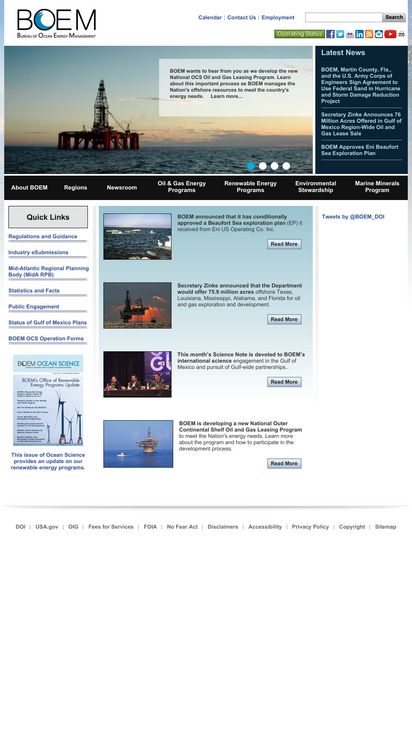 BOEM
BUREAU OF OCEAN ENERGY MANAGEMENT
Calendar | Contact Us | Employment
Search
Operating Status
BOEM wants to hear from you as we develop the new
National OCS Oil and Gas Leasing Program. Learn
about this important process as BOEM manages the
Nation's offshore resources to meet the country's
energy needs. Learn more...
Latest News
BOEM, Martin County, Fla.,
and the U.S. Army Corps of
Engineers Sign Agreement to
Use Federal Sand in Hurricane
and Storm Damage Reduction
Project
Secretary Zinke Announces 76
Million Acres Offered in Gulf of
Mexico Region-Wide Oil and
Gas Lease Sale
BOEM Approves Eni Beaufort
Sea Exploration Plan
About BOEM
Regions
Newsroom
Oil & Gas Energy
Programs
Renewable Energy
Programs
Environmental
Stewardship
Marine Minerals
Program
Quick Links
Regulations and Guidance
Industry eSubmissions
Mid-Atlantic Regional Planning
Body (MidA RPB)
Statistics and Facts
Public Engagement
Status of Gulf of Mexico Plans
BOEM OCS Operation Forms
BOEM OCEAN SCIENCE
BOEM's Office of Renewable
Energy Programs Update
This issue of Ocean Science
provides an update on our
renewable energy programs.
BOEM announced that it has conditionally
approved a Beaufort Sea exploration plan (EP) it
received from Eni US Operating Co. Inc.
Read More
Secretary Zinke announced that the Department
would offer 75.9 million acres offshore Texas,
Louisiana, Mississippi, Alabama, and Florida for oil
and gas exploration and development.
Read More
This month's Science Note is devoted to BOEM's
international science engagement in the Gulf of
Mexico and pursuit of Gulf-wide partnerships..
Read More
BOEM is developing a new National Outer
Continental Shelf Oil and Gas Leasing Program
to meet the Nation's energy needs. Learn more
about the program and how to participate in the
development process.
Read More
Tweets by @BOEM_DOI
DOI | USA.gov | OIG | Fees for Services | FOIA | No Fear Act | Disclaimers | Accessibility | Privacy Policy | Copyright | Sitemap